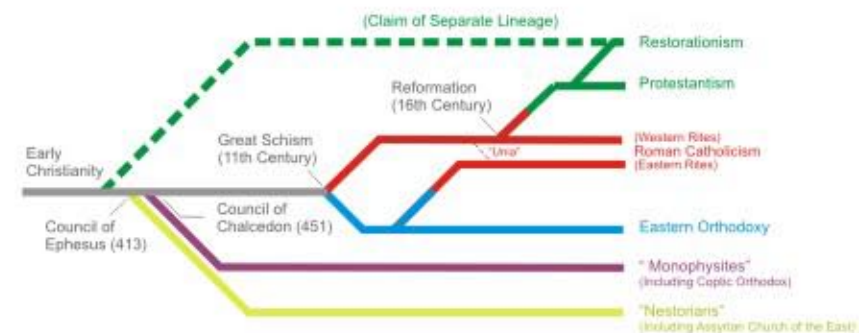 (Claim of Separate Lineage)
Restorationism
Protestantism
Reformation
(16th Century)
(Western Rites)
Roman Catholicism
(Eastern Rites)
"Unia"
Great Schism
(11th Century)
Early
Christianity
Council of
Ephesus (413)
Council of
Chalcedon (451)
Eastern Orthodoxy
" Monophysites"
(Including Coptic Orthodox)
"Nestorians"
(Including Assyrian Church of the East)